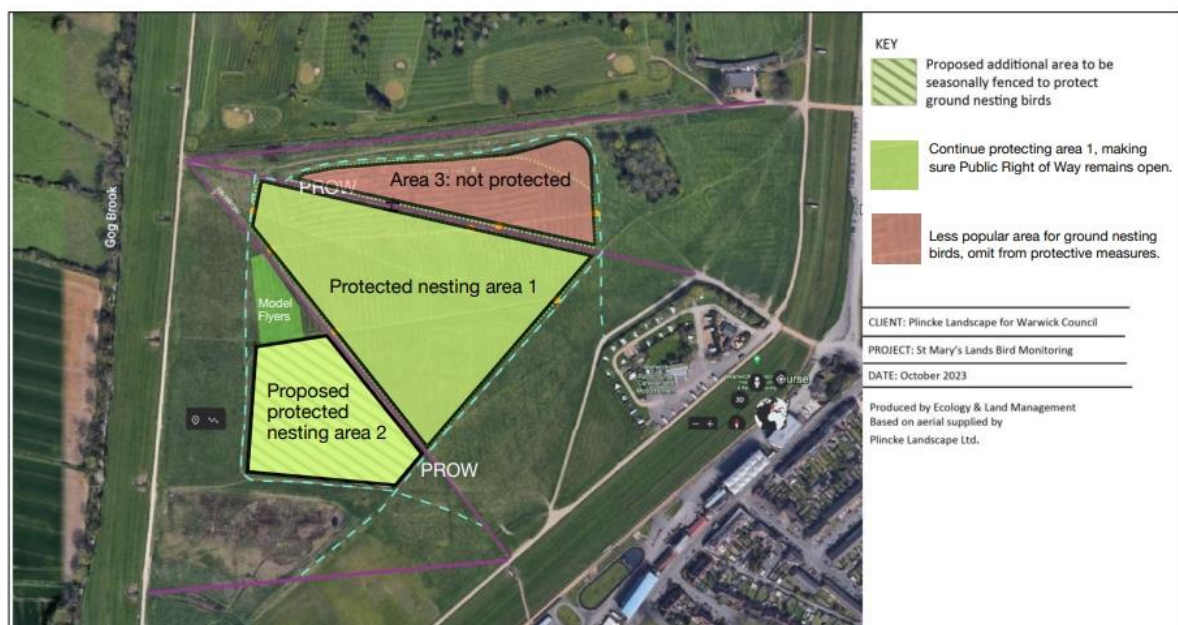 KEY
Proposed additional area to be
seasonally fenced to protect
ground nesting birds
Continue protecting area 1, making
sure Public Right of Way remains open.
Less popular area for ground nesting
birds, omit from protective measures.
CLIENT: Plincke Landscape for Warwick Council
PROJECT: St Mary's Lands Bird Monitoring
DATE: October 2023
Produced by Ecology & Land Management
Based on aerial supplied by
Plincke Landscape Ltd.
Gog Brook
PROW
Area 3: not protected
Protected nesting area 1
Model
Flyers
Proposed
protected
nesting area 2
PROW
3D
urse